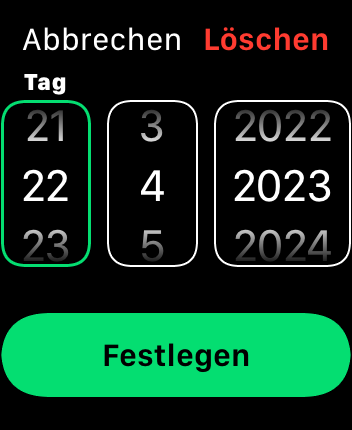 Abbrechen Löschen
Tag
21 3 2022
22 4 2023
23 5 2024
Festlegen